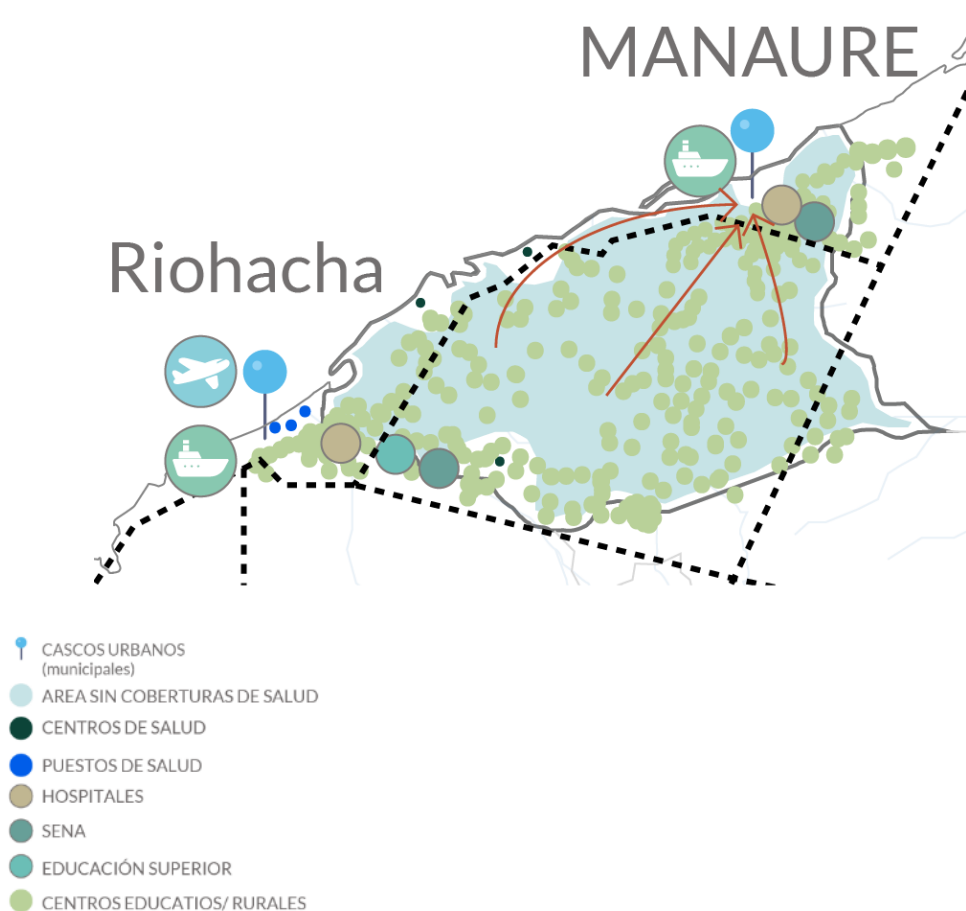 MANAURE
Riohacha
CASCOS URBANOS
(municipales)
AREA SIN COBERTURAS DE SALUD
CENTROS DE SALUD
PUESTOS DE SALUD
HOSPITALES
SENA
EDUCACIÓN SUPERIOR
CENTROS EDUCATIOS/ RURALES